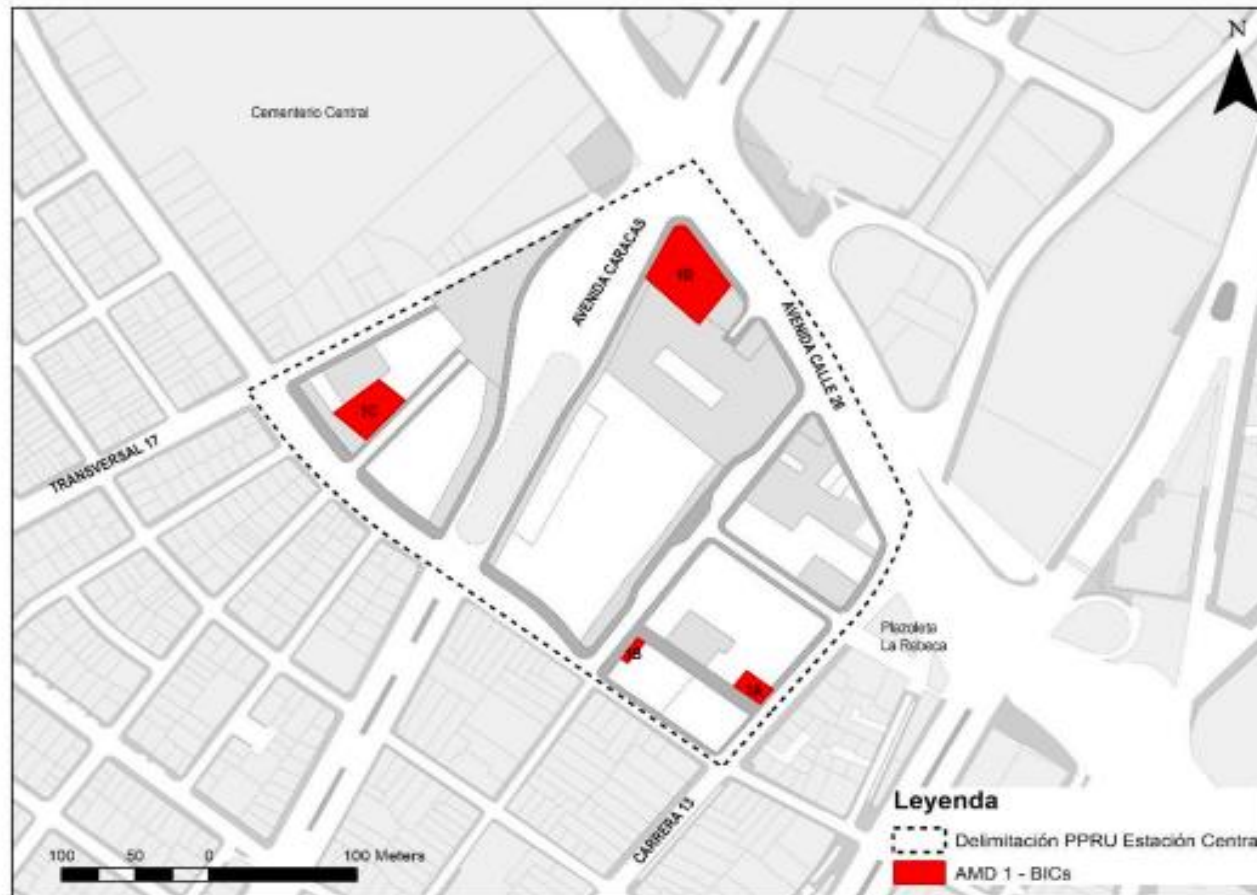 N
Cementerio Central
AVENIDA CARACAS
AVENIDA CALLE 26
TRANSVERSAL 17
Plazoleta
La Rebeca
CARRERA 13
Leyenda
Delimitación PPRU Estación Centra
AMD 1 - BICs
100 50 0 100 Meters